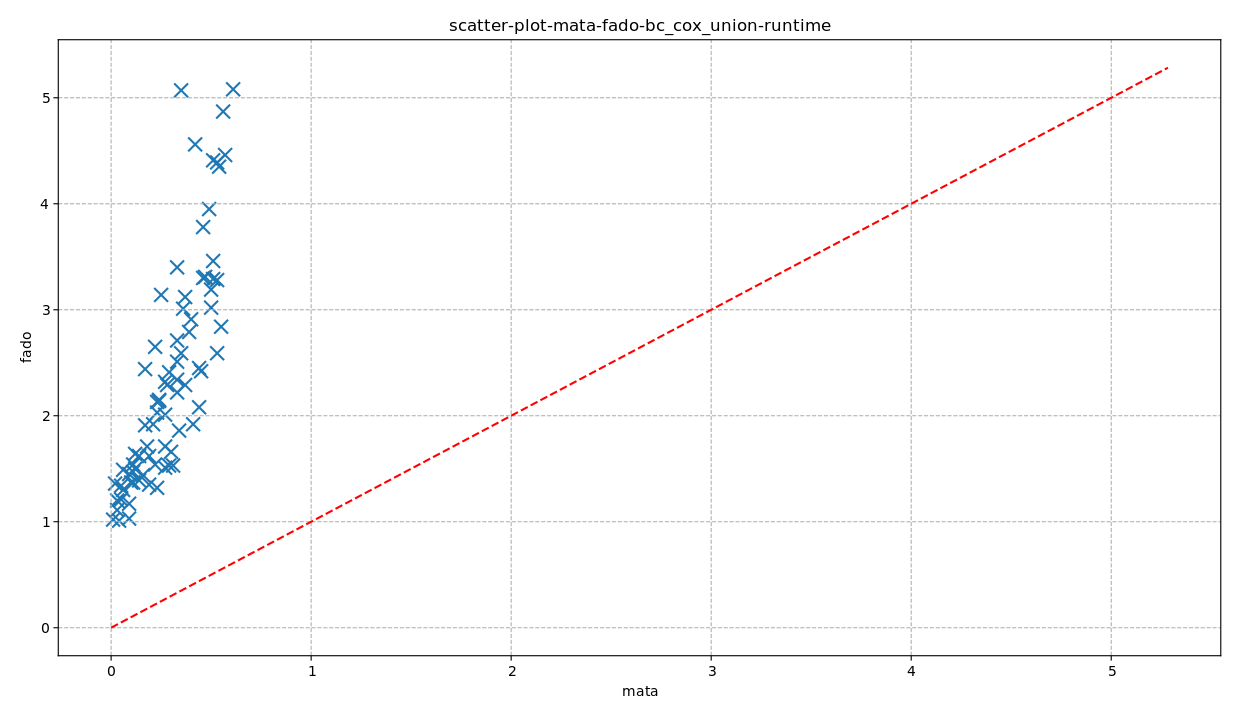 scatter-plot-mata-fado-bc_cox_union-runtime
fado
5
4
3
2
1
0
0 1 2 3 4 5
mata